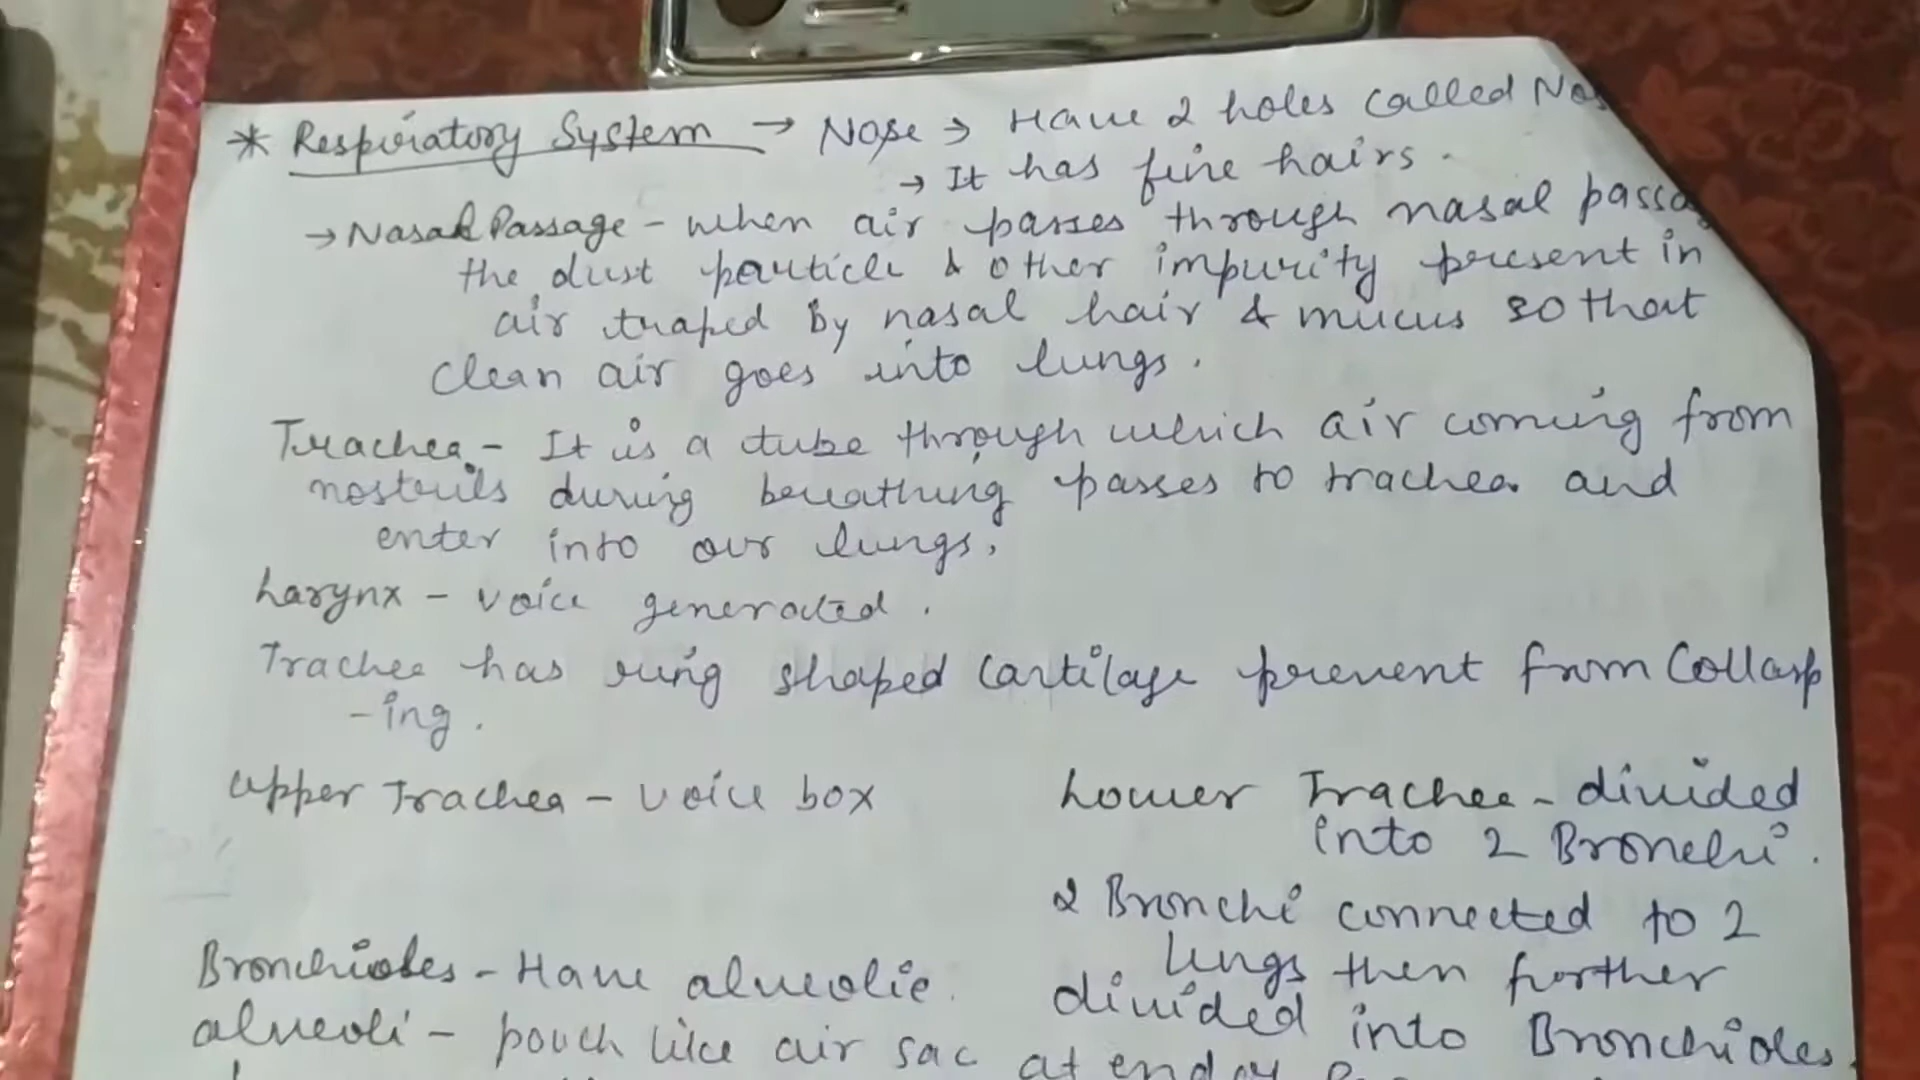 * Respiratory System → Nose → Have 2 holes called
→ It has fine hairs.
→ Nasal Passage - when air passes through nasal
the dust particle & other impurity present in
air traped by nasal hair & mucus so that
clean air goes into lungs.
Trachea - It is a tube through which air coming from
nostrils during breathing passes to trachea and
enter into our lungs.
Larynx - voice generated.
Trachea has ring shaped cartilage prevent from Collasp
-ing.
Upper Trachea - voice box
Lower Trachea - divided
into 2 Bronchi.
2 Bronchi connected to 2
lungs then further
divided into Bronchioles.
Bronchioles - Have alveolie.
alveoli - pouch like air sac at end of